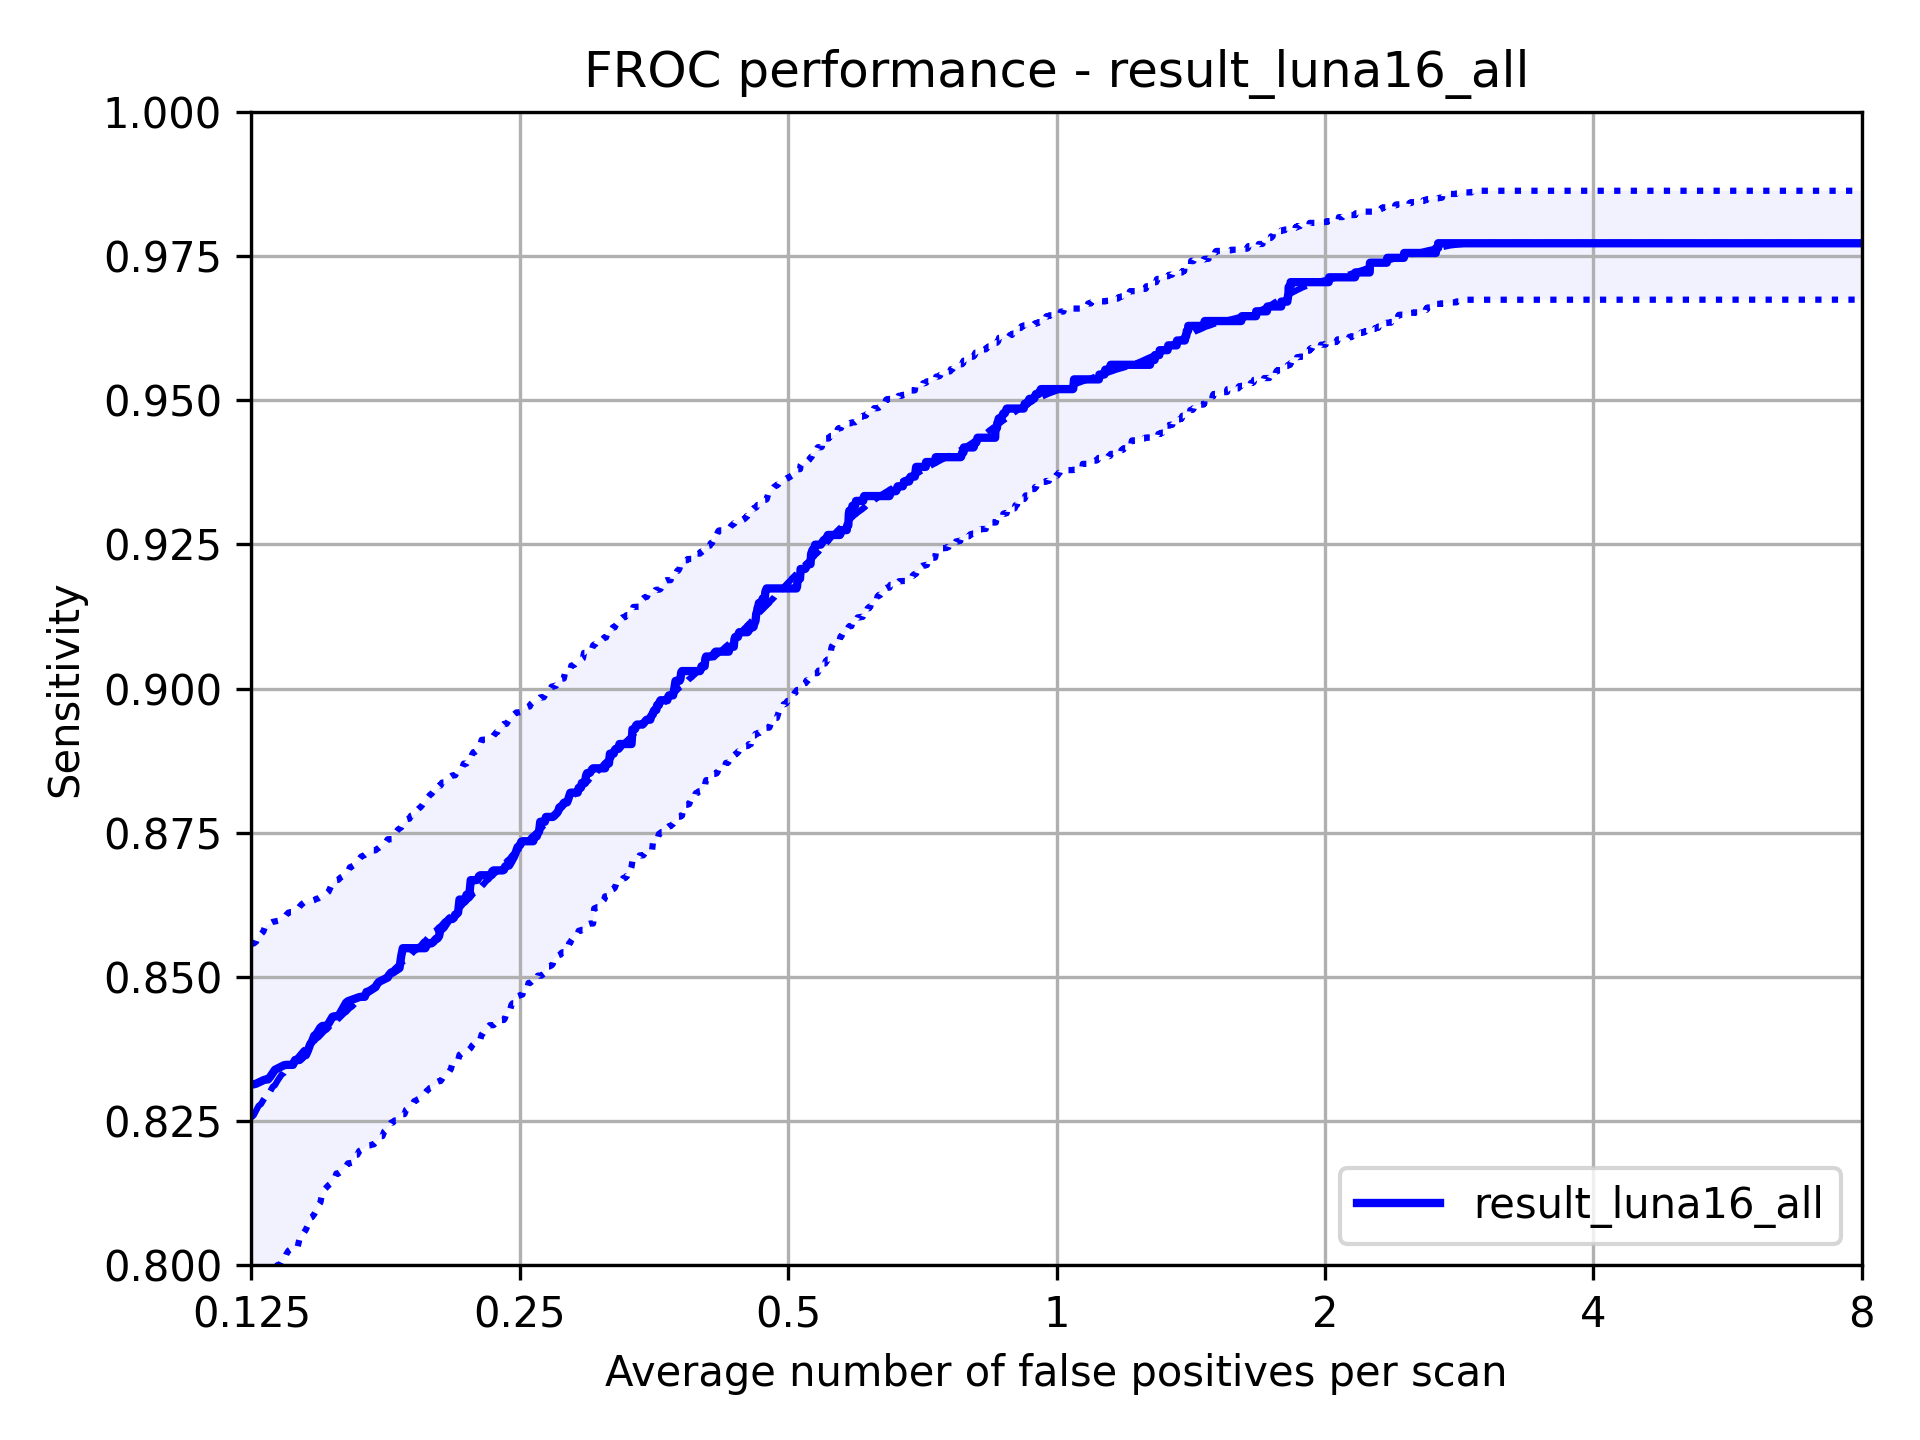 FROC performance - result_luna16_all
1.000
0.975
0.950
0.925
0.900
0.875
0.850
0.825
0.800
Sensitivity
result_luna16_all
0.125 0.25 0.5 1 2 4 8
Average number of false positives per scan